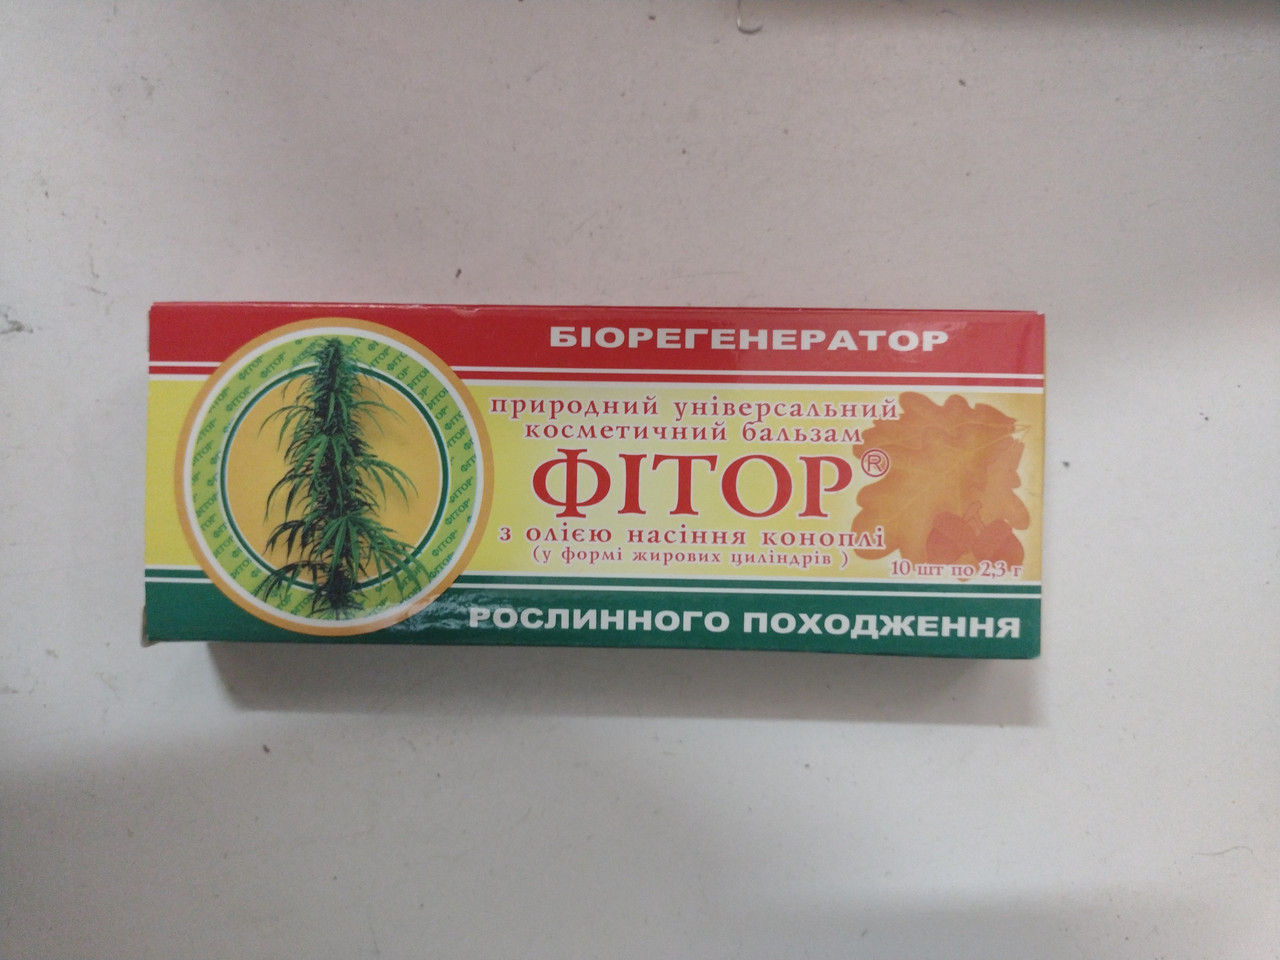 БІОРЕГЕНЕРАТОР
природний універсальний
косметичний бальзам
ФІТОР®
з олією насіння коноплі
(у формі жирових циліндрів )
10 шт по 2,3 г
РОСЛИННОГО ПОХОДЖЕННЯ
ФІТОР